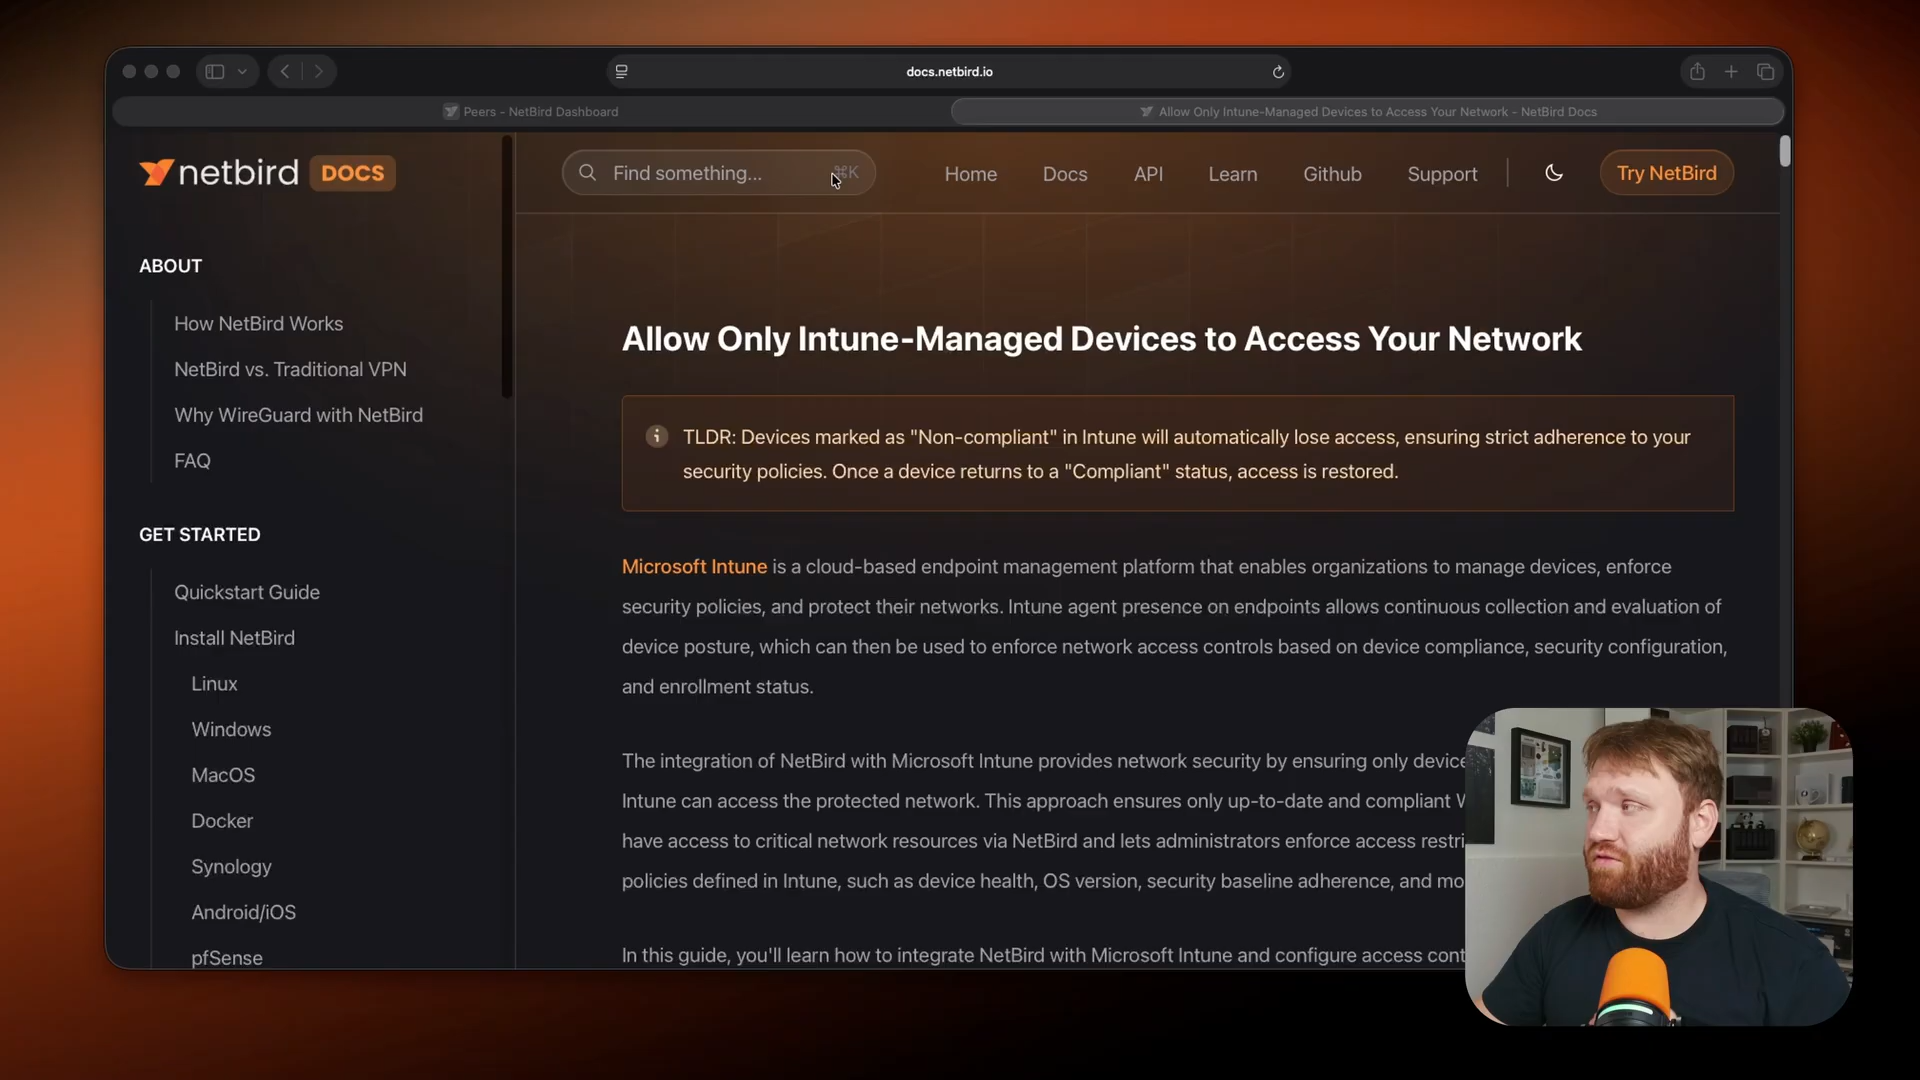 docs.netbird.io
Peers - NetBird Dashboard
Allow Only Intune-Managed Devices to Access Your Network - NetBird Docs
netbird DOCS
Find something... ⌘K
Home
Docs
API
Learn
Github
Support
Try NetBird
ABOUT
How NetBird Works
NetBird vs. Traditional VPN
Why WireGuard with NetBird
FAQ
GET STARTED
Quickstart Guide
Install NetBird
Linux
Windows
MacOS
Docker
Synology
Android/iOS
pfSense
Allow Only Intune-Managed Devices to Access Your Network
TLDR: Devices marked as "Non-compliant" in Intune will automatically lose access, ensuring strict adherence to your
security policies. Once a device returns to a "Compliant" status, access is restored.
Microsoft Intune is a cloud-based endpoint management platform that enables organizations to manage devices, enforce
security policies, and protect their networks. Intune agent presence on endpoints allows continuous collection and evaluation of
device posture, which can then be used to enforce network access controls based on device compliance, security configuration,
and enrollment status.
The integration of NetBird with Microsoft Intune provides network security by ensuring only device
Intune can access the protected network. This approach ensures only up-to-date and compliant W
have access to critical network resources via NetBird and lets administrators enforce access restri
policies defined in Intune, such as device health, OS version, security baseline adherence, and mo
In this guide, you'll learn how to integrate NetBird with Microsoft Intune and configure access cont